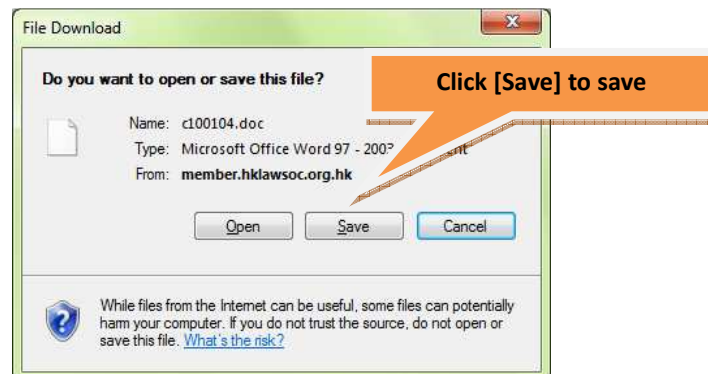 File Download
Do you want to open or save this file?
Click [Save] to save
Name: c100104.doc
Type: Microsoft Office Word 97 - 200
From: member.hklawsoc.org.hk
Open Save Cancel
While files from the Internet can be useful, some files can potentially
harm your computer. If you do not trust the source, do not open or
save this file. What's the risk?